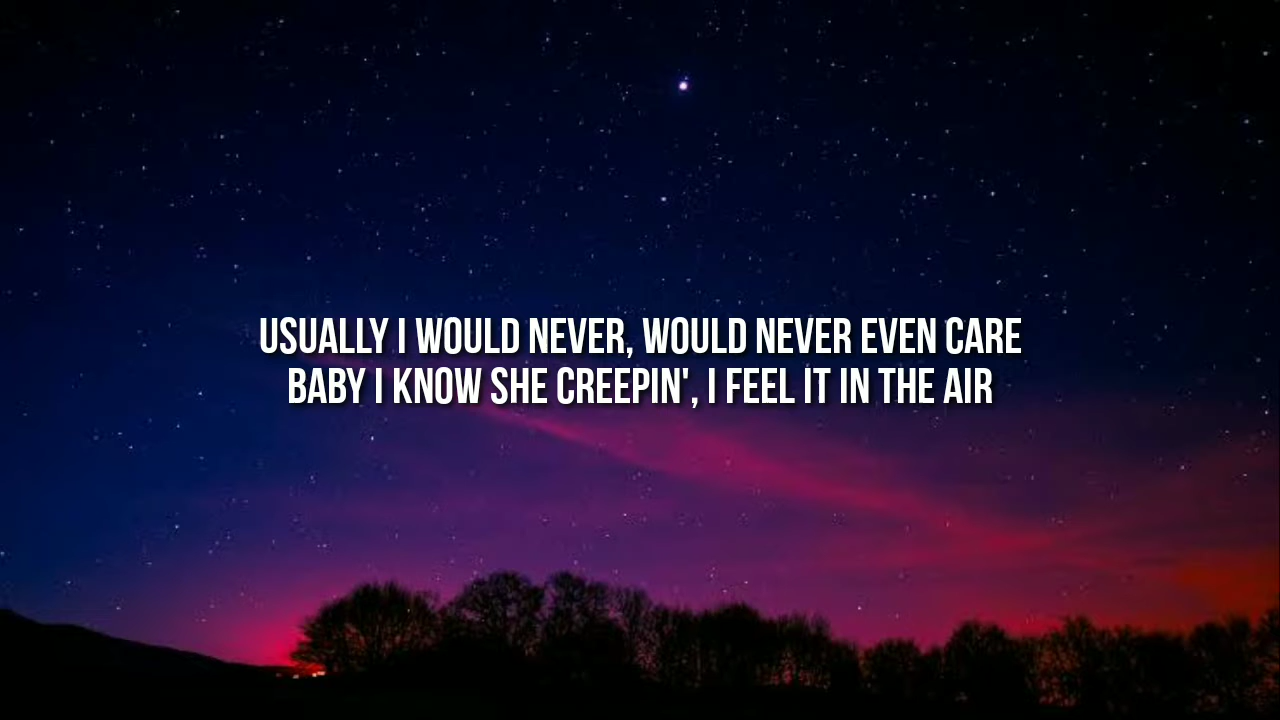 USUALLY I WOULD NEVER, WOULD NEVER EVEN CARE
BABY I KNOW SHE CREEPIN', I FEEL IT IN THE AIR